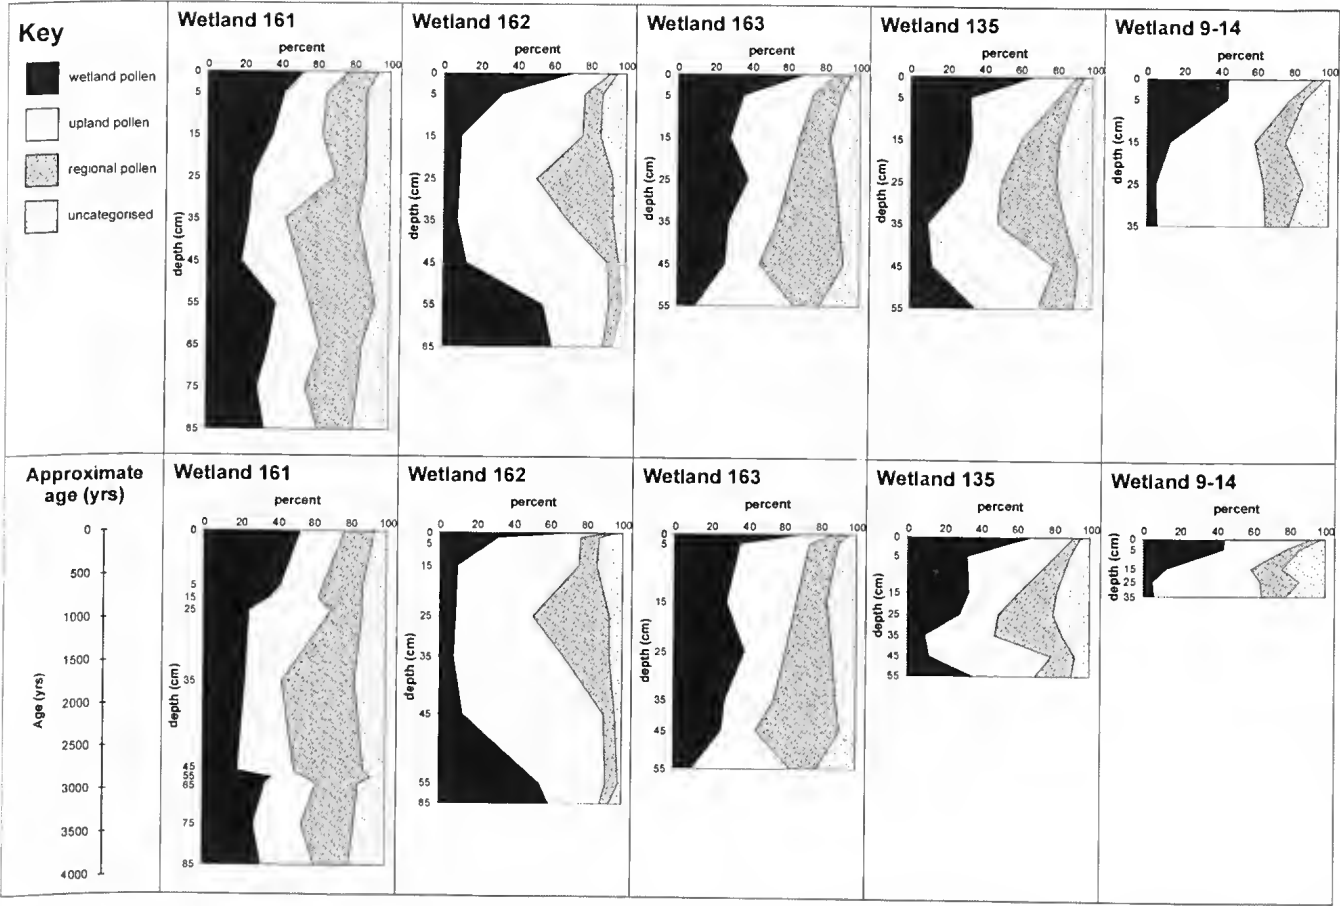 Key
wetland pollen
upland pollen
regional pollen
uncategorised
Wetland 161
percent
0 20 40 60 80 100
depth (cm)
0
5
15
25
35
45
55
65
75
85
Wetland 162
percent
0 20 40 60 80 100
depth (cm)
0
5
15
25
35
45
55
85
Wetland 163
percent
0 20 40 60 80 100
depth (cm)
0
5
15
25
35
45
55
Wetland 135
percent
0 20 40 60 80 100
depth (cm)
0
5
15
25
35
45
55
Wetland 9-14
percent
0 20 40 60 80 100
depth (cm)
0
5
15
25
35
Approximate
age (yrs)
Age (yrs)
0
500
1000
1500
2000
2500
3000
3500
4000
Wetland 161
percent
0 20 40 60 80 100
depth (cm)
0
5
15
25
35
45
55
65
75
85
Wetland 162
percent
0 20 40 60 80 100
depth (cm)
0
5
15
25
35
45
55
85
Wetland 163
percent
0 20 40 60 80 100
depth (cm)
0
5
15
25
35
45
55
Wetland 135
percent
0 20 40 60 80 100
depth (cm)
0
5
15
25
35
45
55
Wetland 9-14
percent
0 20 40 60 80 100
depth (cm)
0
5
15
25
35